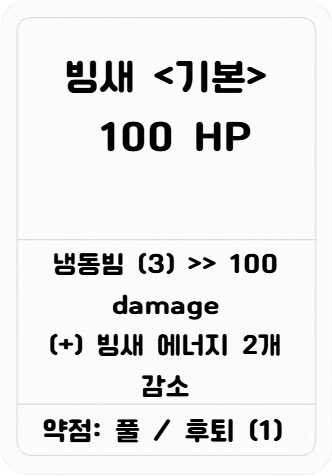 빙새 <기본>
100 HP
냉동빔 (3) >> 100
damage
(+) 빙새 에너지 2개
감소
약점: 풀 / 후퇴 (1)